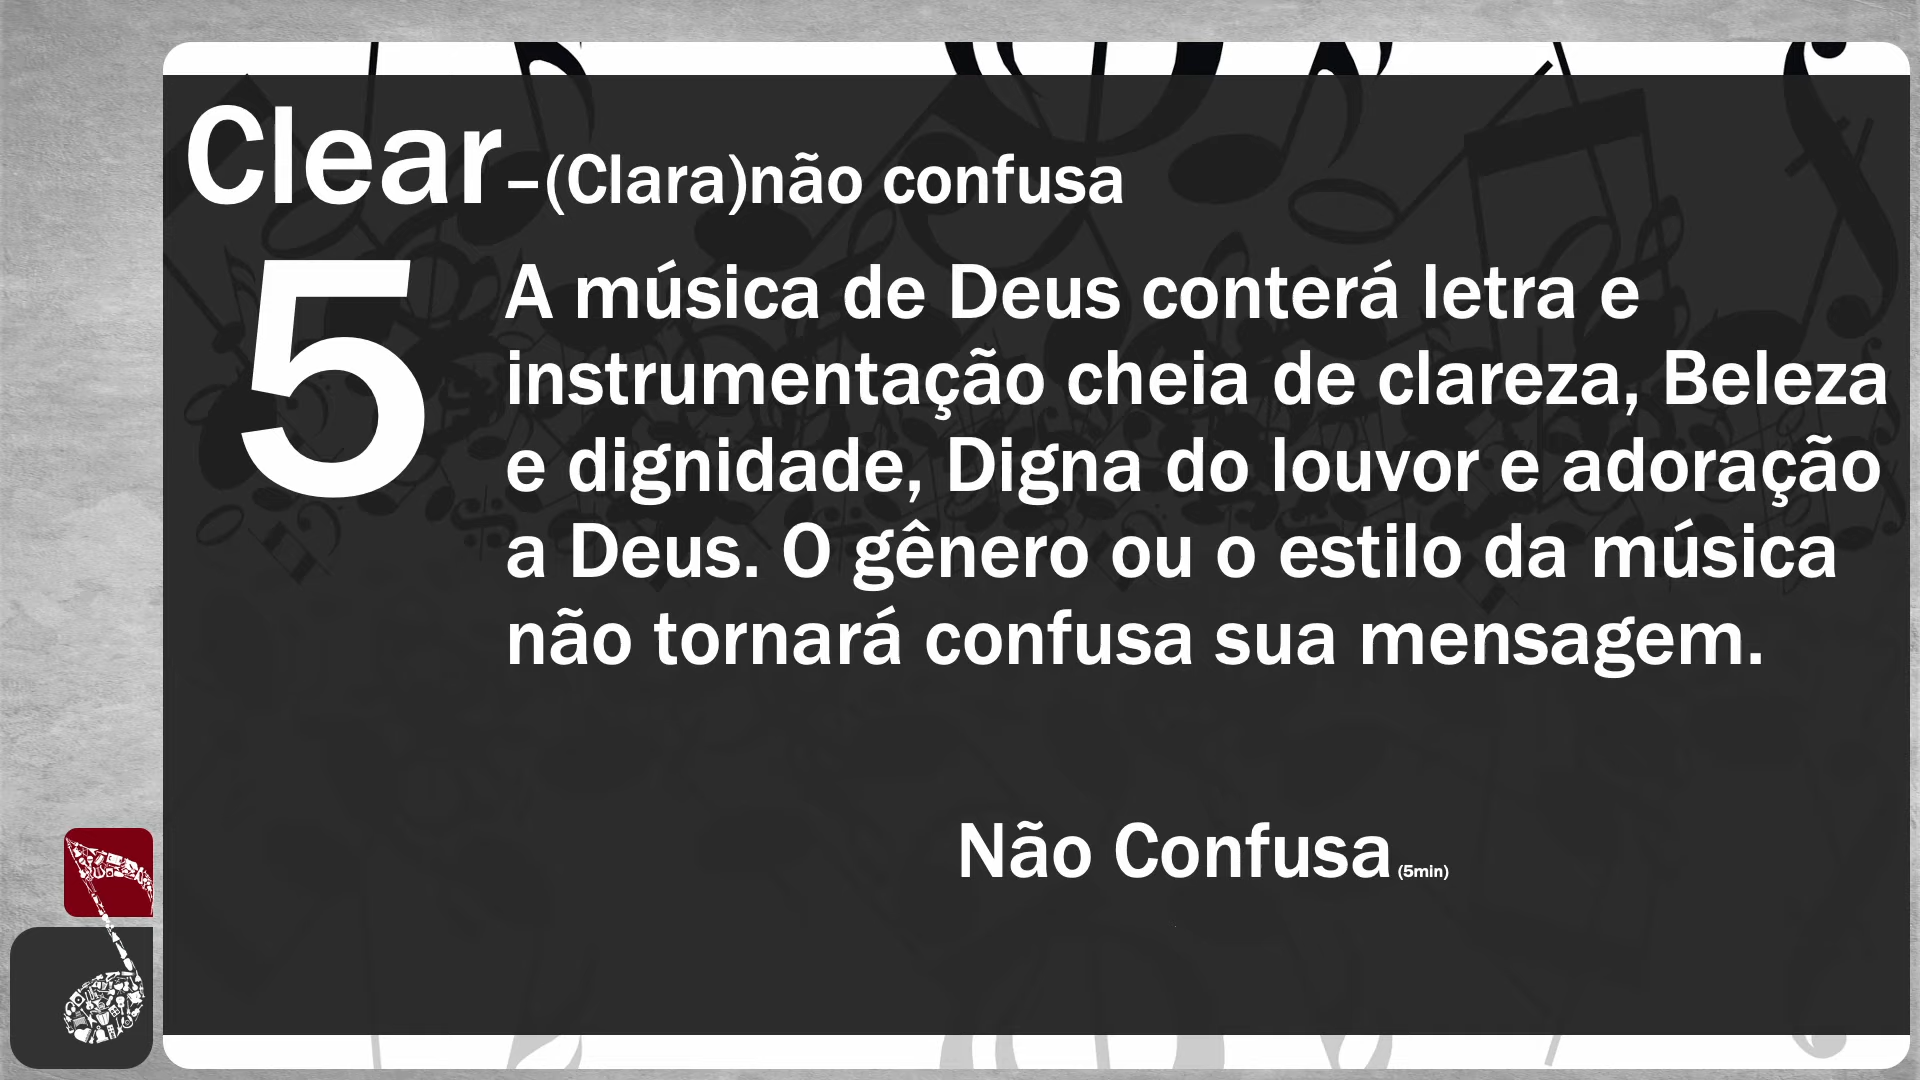 Clear –(Clara)não confusa
5
A música de Deus conterá letra e
instrumentação cheia de clareza, Beleza
e dignidade, Digna do louvor e adoração
a Deus. O gênero ou o estilo da música
não tornará confusa sua mensagem.
Não Confusa (5min)